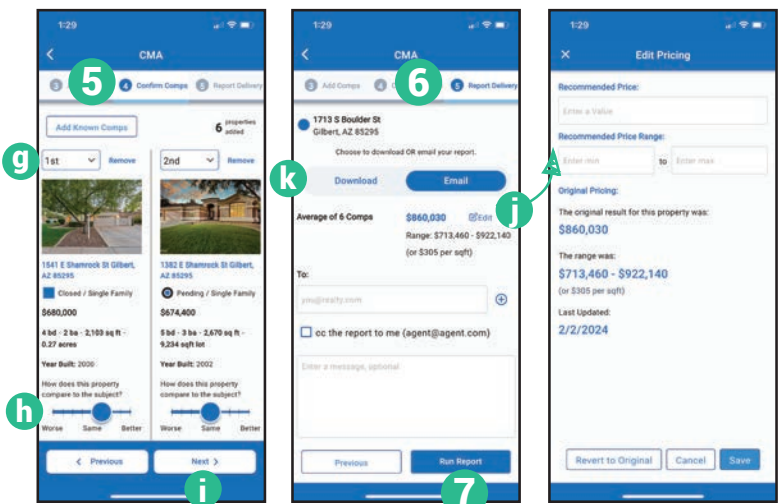 1:29
CMA
5
3
4 Confirm Comps
5 Report Delivery
Add Known Comps
6 properties added
g
1st
Remove
2nd
Remove
1541 E Shamrock St Gilbert,
AZ 85295
1382 E Shamrock St Gilbert,
AZ 85295
Closed / Single Family
Pending / Single Family
$680,000
$674,400
4 bd - 2 ba - 2,103 sq ft -
0.27 acres
5 bd - 3 ba - 2,670 sq ft -
9,234 sqft lot
Year Built: 2000
Year Built: 2002
How does this property
compare to the subject?
How does this property
compare to the subject?
h
Worse Same Better
Worse Same Better
< Previous
Next >
i
1:29
CMA
3 Add Comps
4
6
5 Report Delivery
1713 S Boulder St
Gilbert, AZ 85295
Choose to download OR email your report.
k
Download
Email
j
Average of 6 Comps
$860,030
Edit
Range: $713,460 - $922,140
(or $305 per sqft)
To:
you@realty.com
cc the report to me (agent@agent.com)
Enter a message, optional
Previous
Run Report
7
1:29
× Edit Pricing
Recommended Price:
Enter a Value
Recommended Price Range:
Enter min to Enter max
Original Pricing:
The original result for this property was:
$860,030
The range was:
$713,460 - $922,140
(or $305 per sqft)
Last Updated:
2/2/2024
Revert to Original
Cancel
Save